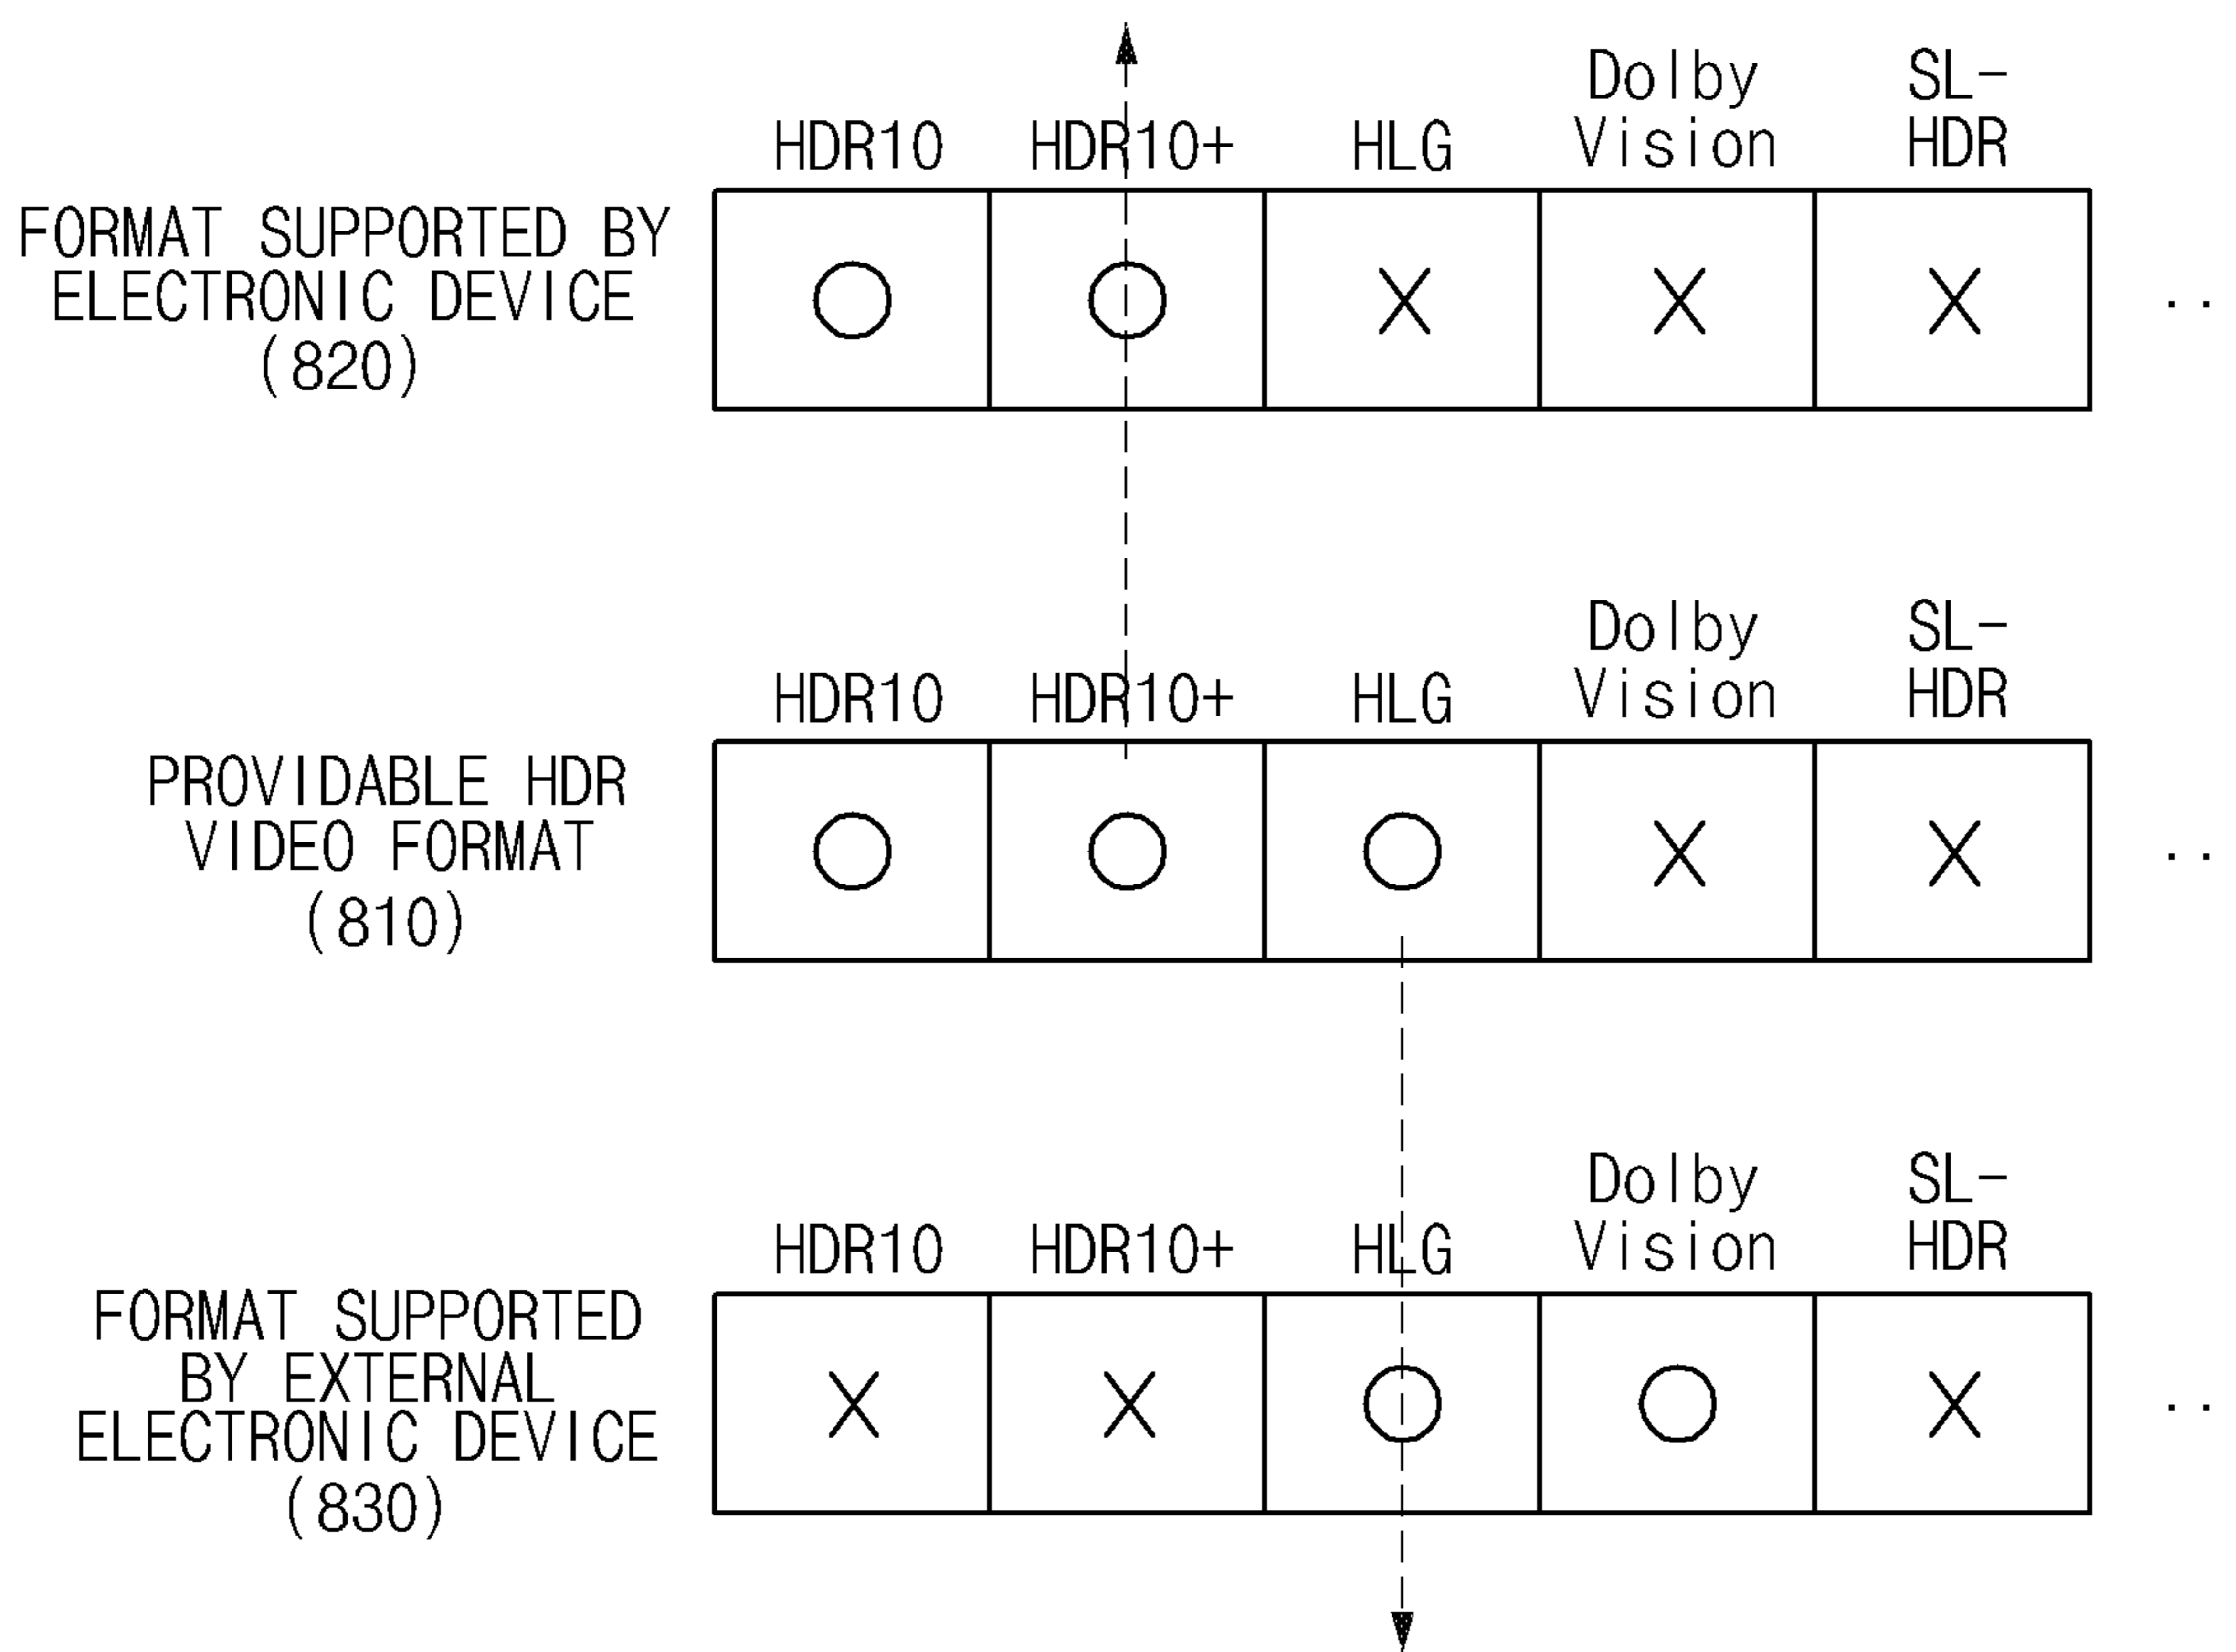 Dolby SL-
HDR10 HDR10+ HLG Vision HDR
FORMAT SUPPORTED BY
ELECTRONIC DEVICE
(820)
O O X X X ..
Dolby SL-
HDR10 HDR10+ HLG Vision HDR
PROVIDABLE HDR
VIDEO FORMAT
(810)
O O O X X ..
Dolby SL-
HDR10 HDR10+ HLG Vision HDR
FORMAT SUPPORTED
BY EXTERNAL
ELECTRONIC DEVICE
(830)
X X O O X ..